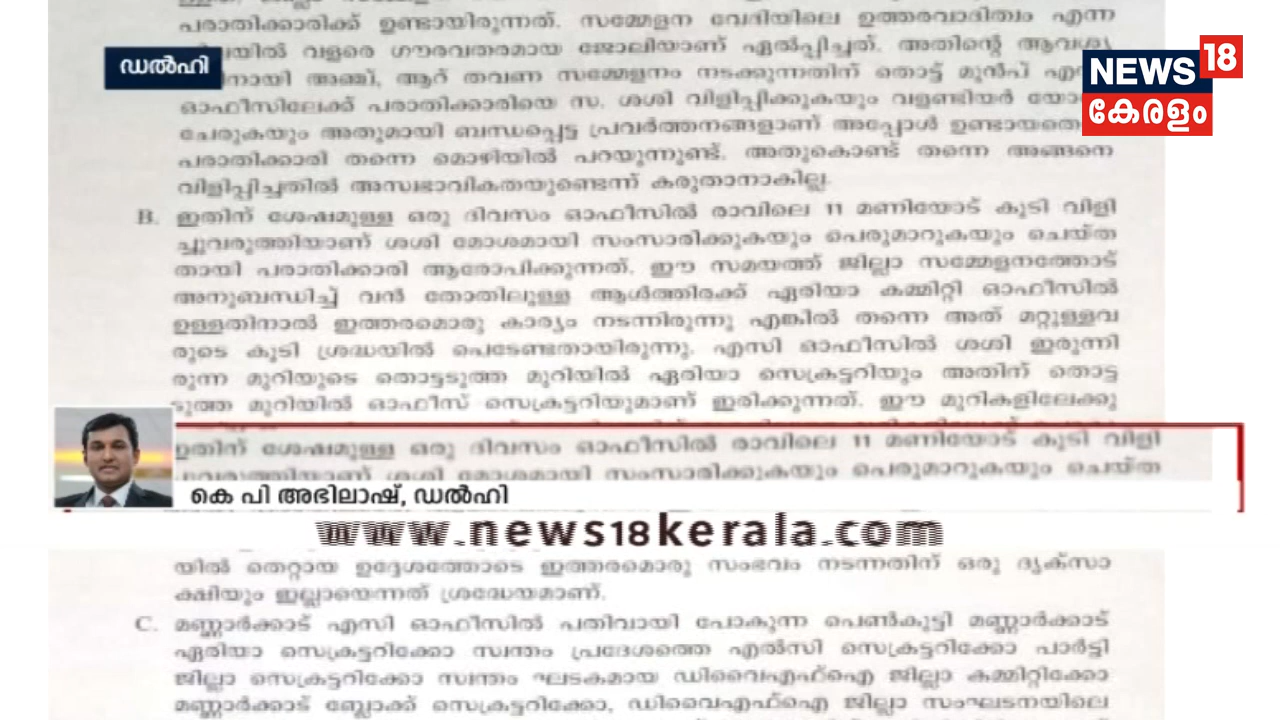 പരാതിക്കാരിക്ക് ഉണ്ടായിരുന്നത്. സമ്മേളന വേദിയിലെ ഉത്തരവാദിത്വം എന്ന
വളരെ ഗൗരവതരമായ ജോലിയാണ് ഏൽപ്പിച്ചത്. അതിന്റെ ആവശ്യ
ഡൽഹി
NEWS 18
കേരളം
നായി അഞ്ച്, ആറ് തവണ സമ്മേളനം നടക്കുന്നതിന് തൊട്ട് മുൻപ്
ഓഫീസിലേക്ക് പരാതിക്കാരിയെ സ. ശശി വിളിപ്പിക്കുകയും വളണ്ടിയർ
ചേരുകയും അതുമായി ബന്ധപ്പെട്ട പ്രവർത്തനങ്ങളാണ് അപ്പോൾ
പരാതിക്കാരി തന്നെ മൊഴിയിൽ പറയുന്നുണ്ട്. അതുകൊണ്ട് തന്നെ അങ്ങനെ
വിളിപ്പിച്ചതിൽ അസ്വഭാവികതയുണ്ടെന്ന് കരുതാനാകില്ല.
B. ഇതിന് ശേഷമുള്ള ഒരു ദിവസം ഓഫീസിൽ രാവിലെ 11 മണിയോട് കൂടി വിളി
ച്ചുവരുത്തിയാണ് ശശി മോശമായി സംസാരിക്കുകയും പെരുമാറുകയും ചെയ്ത
തായി പരാതിക്കാരി ആരോപിക്കുന്നത്. ഈ സമയത്ത് ജില്ലാ സമ്മേളനത്തോട്
അനുബന്ധിച്ച് വൻ തോതിലുള്ള ആൾത്തിരക്ക് ഏരിയാ കമ്മിറ്റി ഓഫീസിൽ
ഉള്ളതിനാൽ ഇത്തരമൊരു കാര്യം നടന്നിരുന്നു എങ്കിൽ തന്നെ അത് മറ്റുള്ളവ
രുടെ കൂടി ശ്രദ്ധയിൽ പെടേണ്ടതായിരുന്നു. എസി ഓഫീസിൽ ശശി ഇരുന്നി
രുന്ന മുറിയുടെ തൊട്ടടുത്ത മുറിയിൽ ഏരിയാ സെക്രട്ടറിയും അതിന് തൊട്ട
ടുത്ത മുറിയിൽ ഓഫീസ് സെക്രട്ടറിയുമാണ് ഇരിക്കുന്നത്. ഈ മുറികളിലേക്കു
ഇതിന് ശേഷമുള്ള ഒരു ദിവസം ഓഫീസിൽ രാവിലെ 11 മണിയോട് കൂടി വിളി
ച്ചുവരുത്തിയാണ് ശശി മോശമായി സംസാരിക്കുകയും പെരുമാറുകയും ചെയ്ത
കെ പി അഭിലാഷ്, ഡൽഹി
www.news18kerala.com
യിൽ തെറ്റായ ഉദ്ദേശത്തോടെ ഇത്തരമൊരു സംഭവം നടന്നതിന് ഒരു ദൃക്സാ
ക്ഷിയും ഇല്ലായെന്നത് ശ്രദ്ധേയമാണ്.
C. മണ്ണാർക്കാട് എസി ഓഫീസിൽ പതിവായി പോകുന്ന പെൺകുട്ടി മണ്ണാർക്കാട്
ഏരിയാ സെക്രട്ടറിക്കോ സ്വന്തം പ്രദേശത്തെ എൽസി സെക്രട്ടറിക്കോ പാർട്ടി
ജില്ലാ സെക്രട്ടറിക്കോ സ്വന്തം ഘടകമായ ഡിവൈഎഫ്ഐ ജില്ലാ കമ്മിറ്റിക്കോ
മണ്ണാർക്കാട് ബ്ലോക്ക് സെക്രട്ടറിക്കോ, ഡിവൈഎഫ്ഐ ജില്ലാ സംഘടനയിലെ